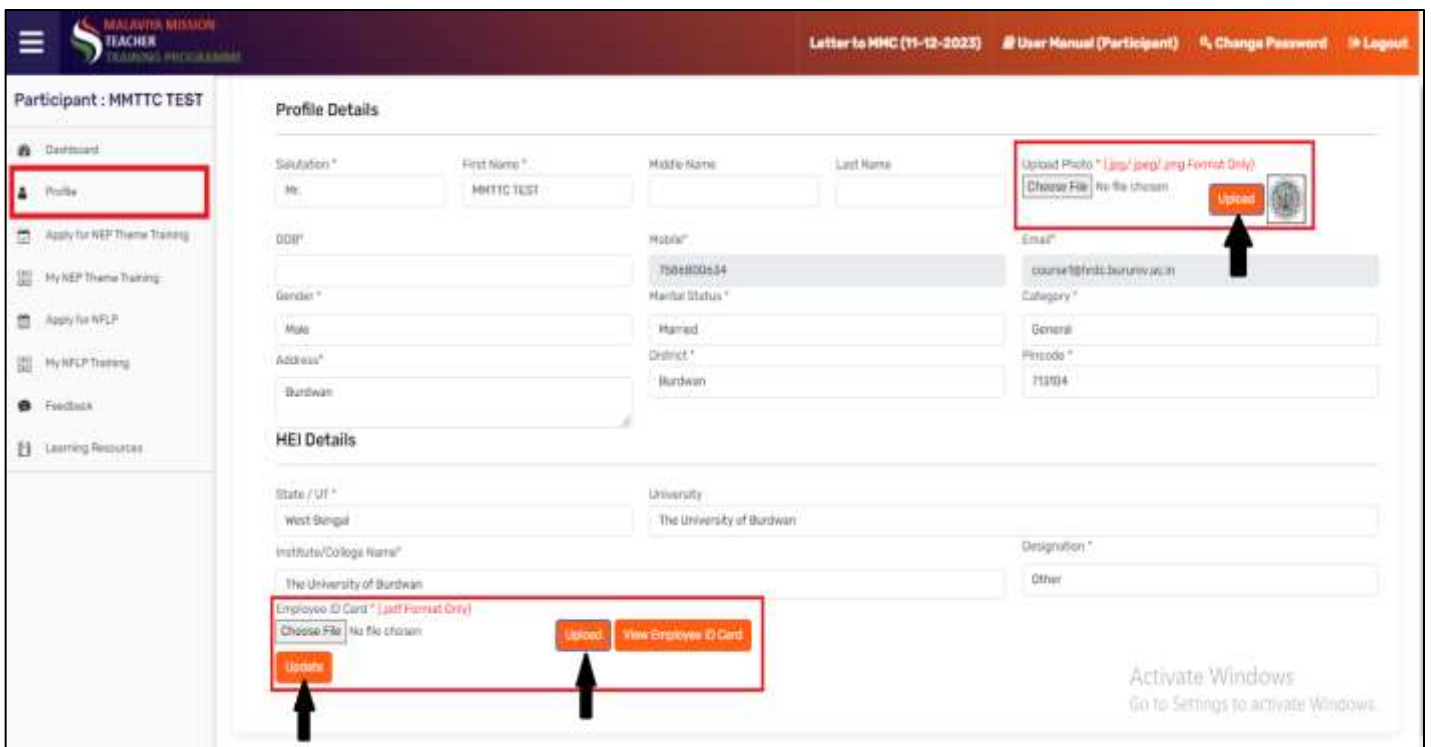 MALAVIYA MISSION
TEACHER
TRAINING PROGRAMME
Letter to MMC (11-12-2023) User Manual (Participant) Change Password Logout
Participant : MMTTC TEST
Dashboard
Profile
Apply for NEP Theme Training
My NEP Theme Training
Apply for NFLP
My NFLP Training
Feedback
Learning Resources
Profile Details
Salutation * First Name * Middle Name Last Name Upload Photo * (.jpg/ jpeg/ .png Format Only)
Mr. MMTTC TEST Choose File No file chosen Upload
DOB* Mobile* Email*
7586800634 course1@hrdc.buruniv.ac.in
Gender * Marital Status * Category *
Male Married General
Address* District * Pincode *
Burdwan Burdwan 713104
HEI Details
State / UT * University
West Bengal The University of Burdwan
Institute/College Name* Designation *
The University of Burdwan Other
Employee ID Card * (.pdf Format Only)
Choose File No file chosen Upload View Employee ID Card
Update
Activate Windows
Go to Settings to activate Windows.